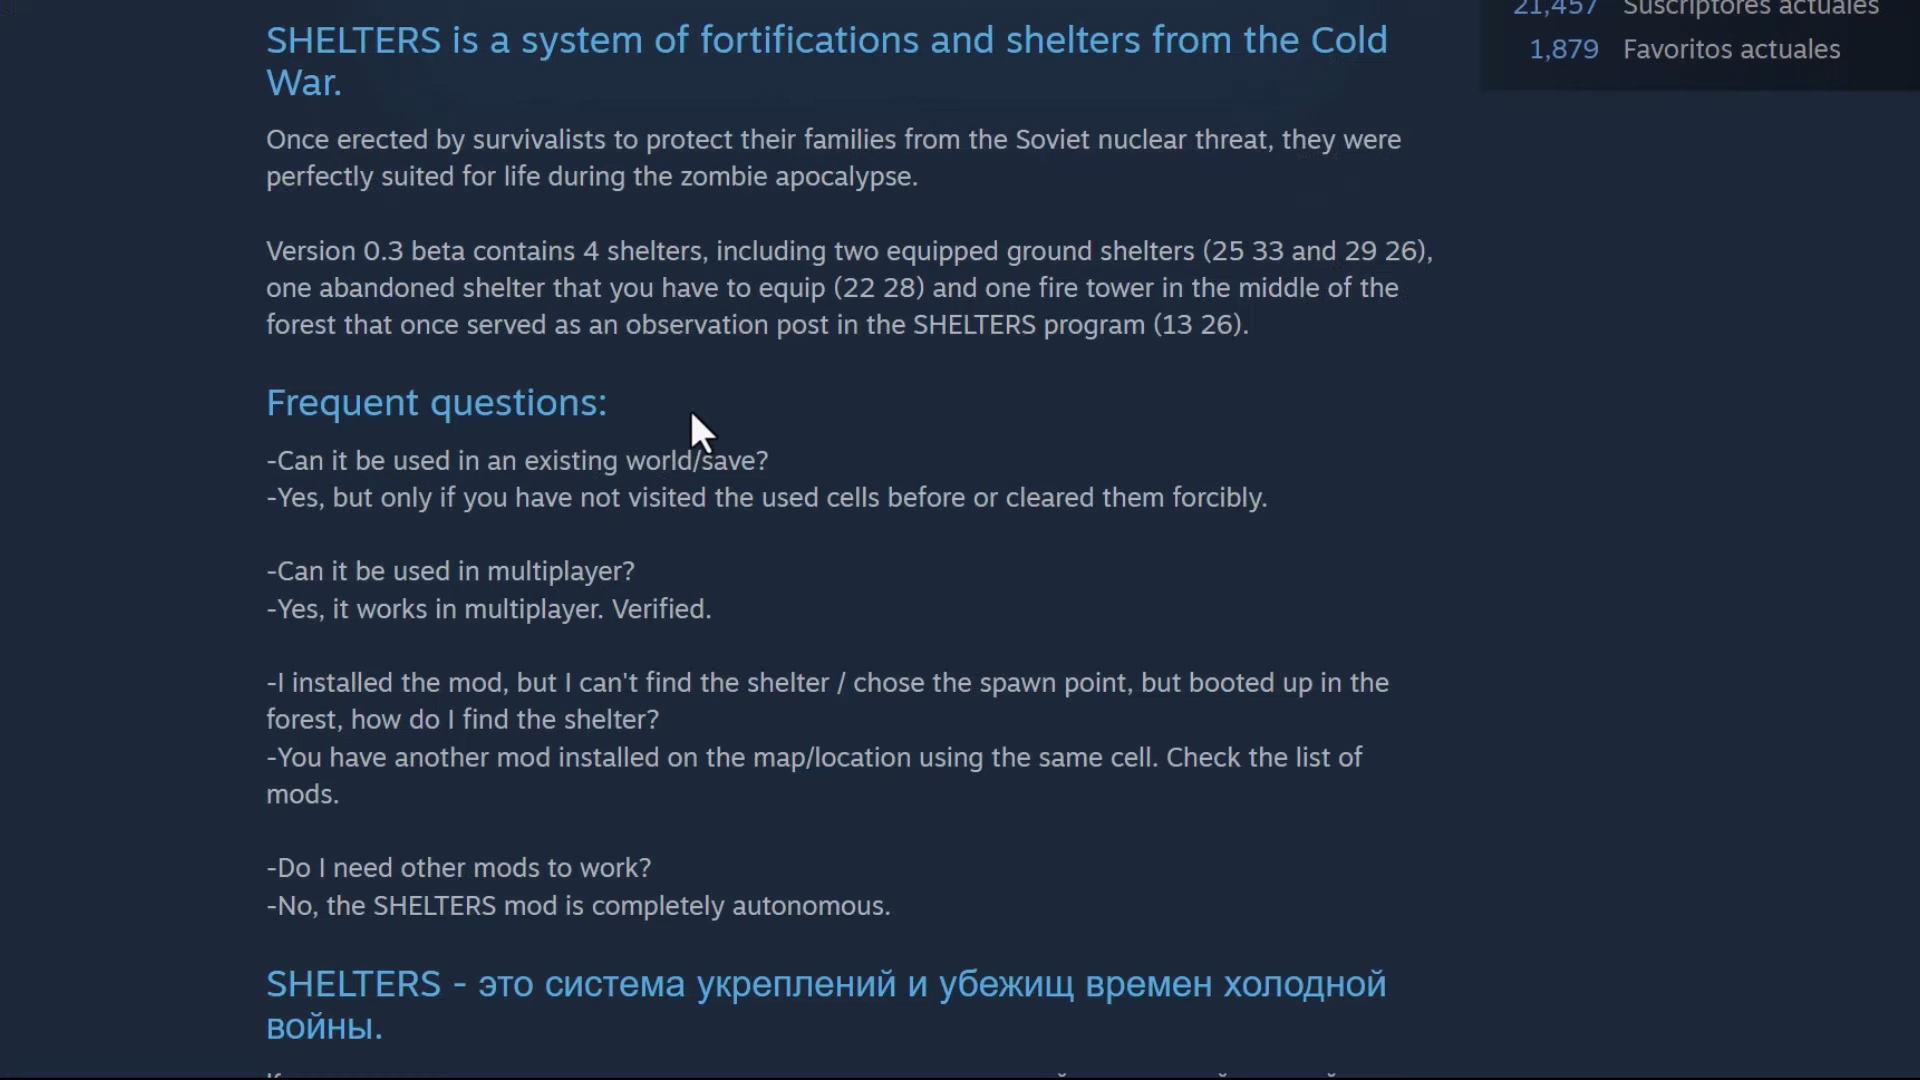 SHELTERS is a system of fortifications and shelters from the Cold
War.
Once erected by survivalists to protect their families from the Soviet nuclear threat, they were
perfectly suited for life during the zombie apocalypse.
Version 0.3 beta contains 4 shelters, including two equipped ground shelters (25 33 and 29 26),
one abandoned shelter that you have to equip (22 28) and one fire tower in the middle of the
forest that once served as an observation post in the SHELTERS program (13 26).
Frequent questions:
-Can it be used in an existing world/save?
-Yes, but only if you have not visited the used cells before or cleared them forcibly.
-Can it be used in multiplayer?
-Yes, it works in multiplayer. Verified.
-I installed the mod, but I can't find the shelter / chose the spawn point, but booted up in the
forest, how do I find the shelter?
-You have another mod installed on the map/location using the same cell. Check the list of
mods.
-Do I need other mods to work?
-No, the SHELTERS mod is completely autonomous.
SHELTERS - это система укреплений и убежищ времен холодной
войны.
21,457 Suscriptores actuales
1,879 Favoritos actuales